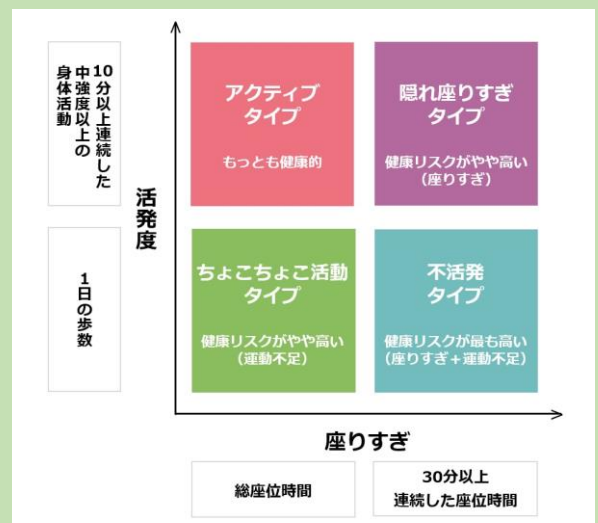 10分以上連続した
中強度以上の
身体活動
1日の歩数
活発度
アクティブ
タイプ
もっとも健康的
隠れ座りすぎ
タイプ
健康リスクがやや高い
（座りすぎ）
ちょこちょこ活動
タイプ
健康リスクがやや高い
（運動不足）
不活発
タイプ
健康リスクが最も高い
（座りすぎ＋運動不足）
座りすぎ
総座位時間
30分以上
連続した座位時間